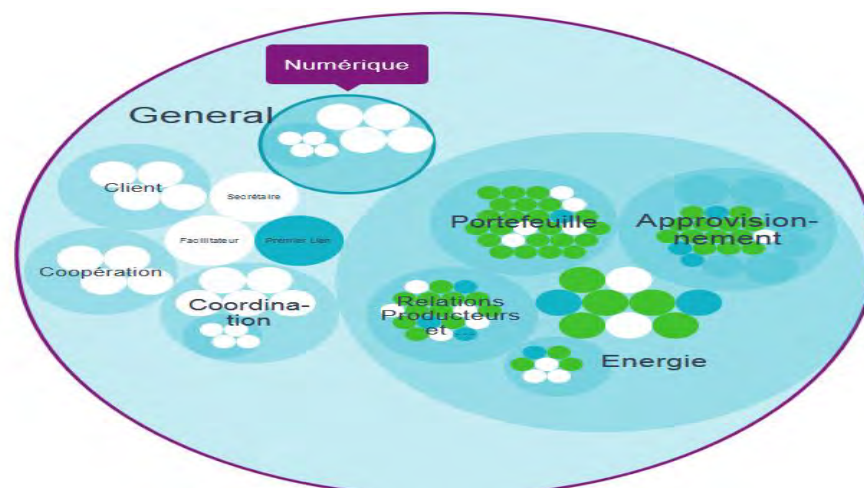 Numérique
General
Client
Secrétaire
Facilitateur
Premier Lien
Coopération
Coordina-
tion
Portefeuille
Approvision-
nement
Relations
Producteurs
et ...
Energie